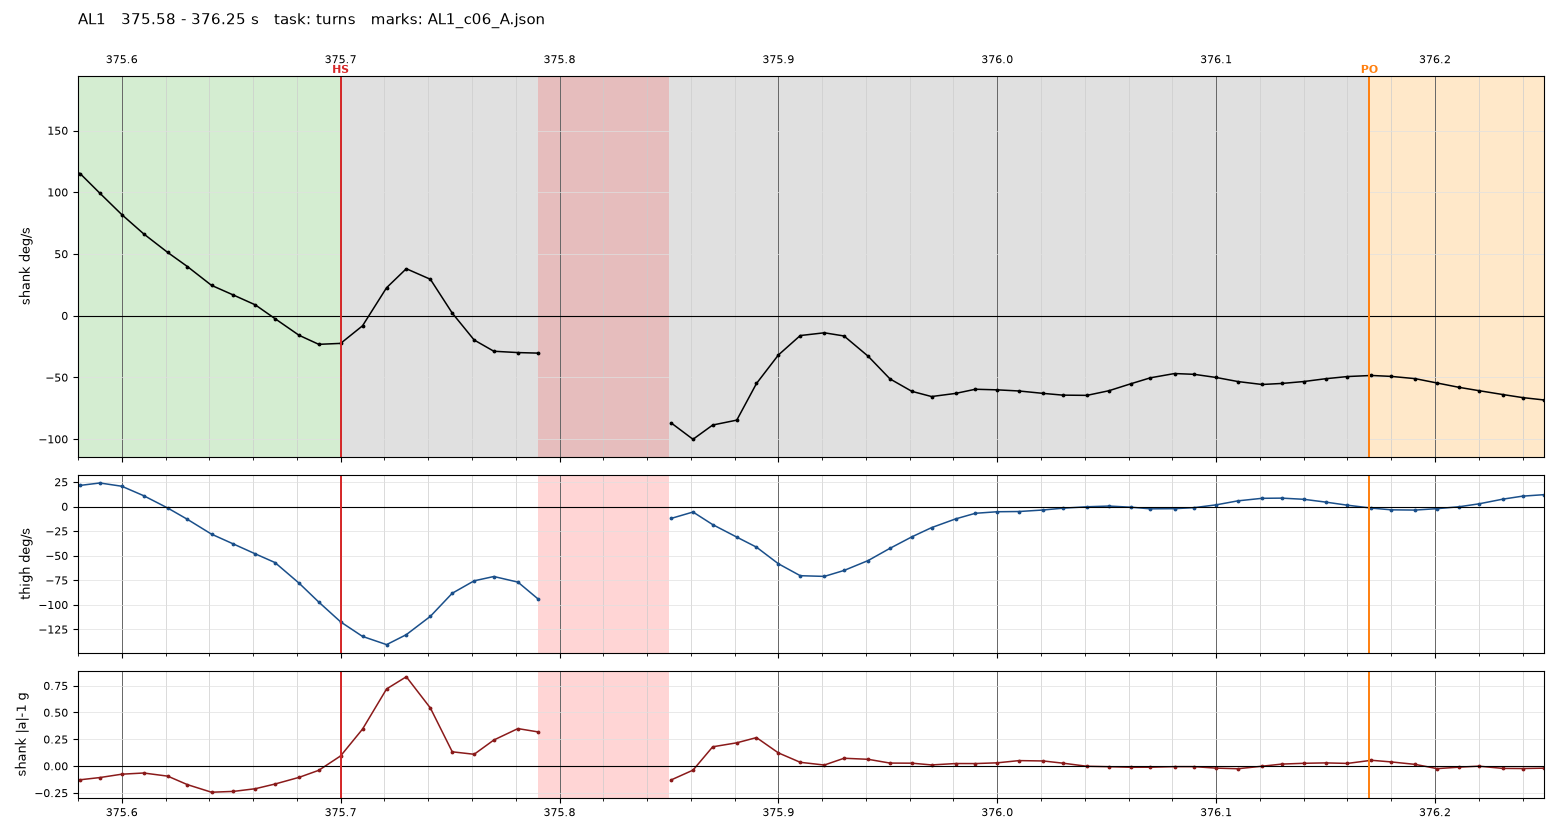 AL1   375.58 - 376.25 s   task: turns   marks: AL1_c06_A.json
375.6 375.7 375.8 375.9 376.0 376.1 376.2
HS PO
shank deg/s
150
100
50
0
−50
−100
thigh deg/s
25
0
−25
−50
−75
−100
−125
shank |a|-1 g
0.75
0.50
0.25
0.00
−0.25
375.6 375.7 375.8 375.9 376.0 376.1 376.2